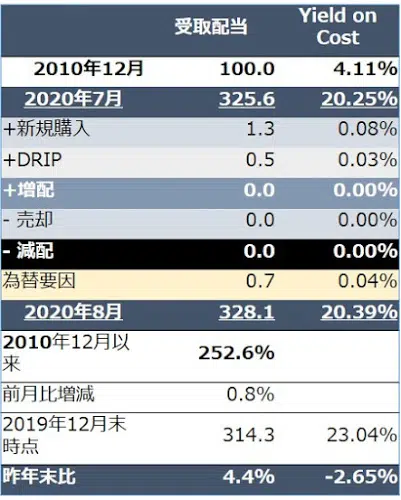 受取配当 Yield on Cost
2010年12月 100.0 4.11%
2020年7月 325.6 20.25%
+新規購入 1.3 0.08%
+DRIP 0.5 0.03%
+増配 0.0 0.00%
- 売却 0.0 0.00%
- 減配 0.0 0.00%
為替要因 0.7 0.04%
2020年8月 328.1 20.39%
2010年12月以来 252.6%
前月比増減 0.8%
2019年12月末時点 314.3 23.04%
昨年末比 4.4% -2.65%